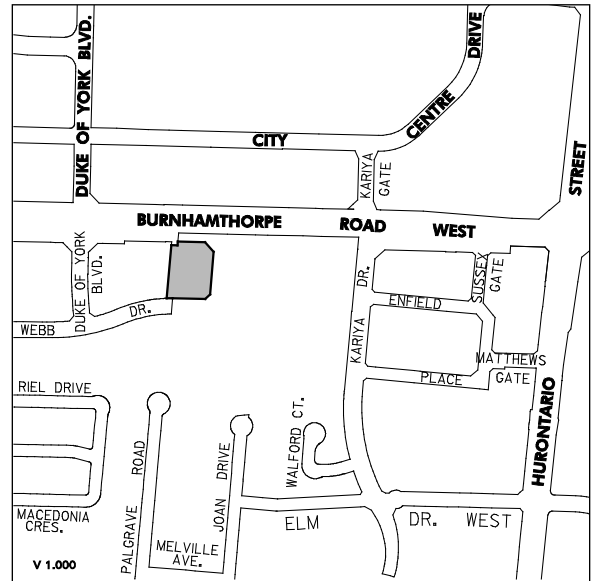 DUKE OF YORK BLVD.
CITY
CENTRE
DRIVE
KARIYA
GATE
STREET
BURNHAMTHORPE ROAD WEST
DUKE OF YORK
BLVD.
WEBB
DR.
KARIYA
DR.
SUSSEX
GATE
ENFIELD
MATTHEWS
GATE
PLACE
HURONTARIO
RIEL DRIVE
PALGRAVE
ROAD
JOAN
DRIVE
WALFORD CT.
MACEDONIA
CRES.
MELVILLE
AVE.
ELM
DR.
WEST
V 1.000